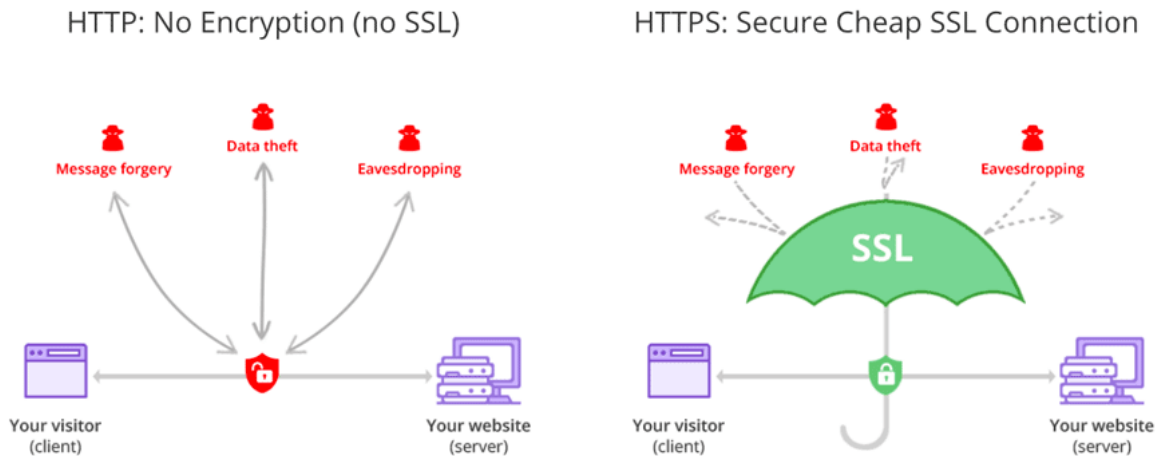 HTTP: No Encryption (no SSL)
Message forgery
Data theft
Eavesdropping
Your visitor
(client)
Your website
(server)
HTTPS: Secure Cheap SSL Connection
Message forgery
Data theft
Eavesdropping
SSL
Your visitor
(client)
Your website
(server)